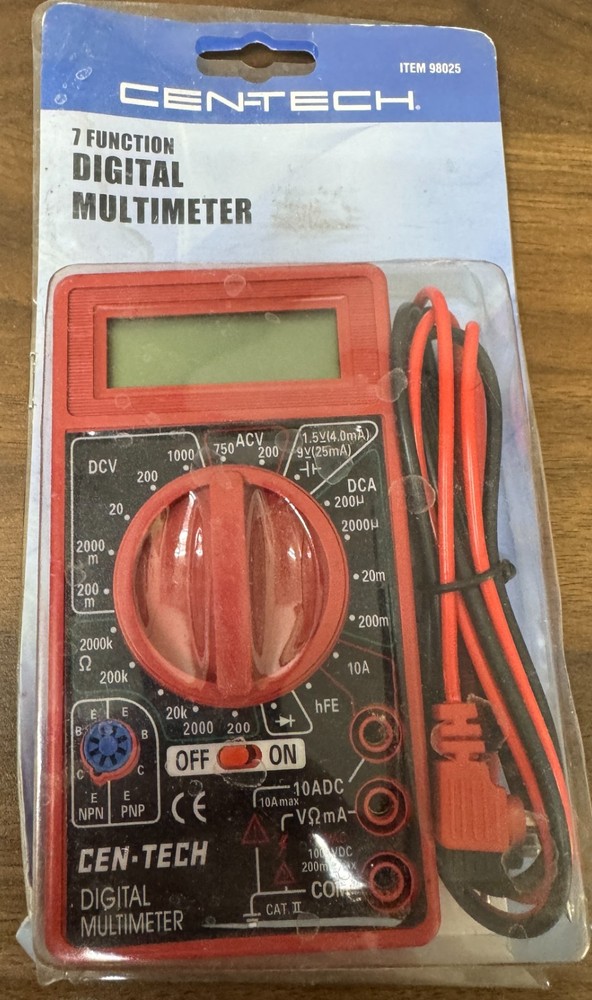 ITEM 98025
CEN-TECH®
7 FUNCTION
DIGITAL
MULTIMETER
DCV
1000
750 ACV
200
1.5V(4.0mA)
9V(25mA)
200
20
2000
m
200
m
DCA
200µ
2000µ
20m
200m
10A
hFE
2000k
Ω
200k
20k
2000
200
OFF
ON
E
E
B
B
C
C
E
E
NPN
PNP
CE
10ADC
10A max
VΩmA
200m
COM
CAT. II
CEN-TECH
DIGITAL
MULTIMETER